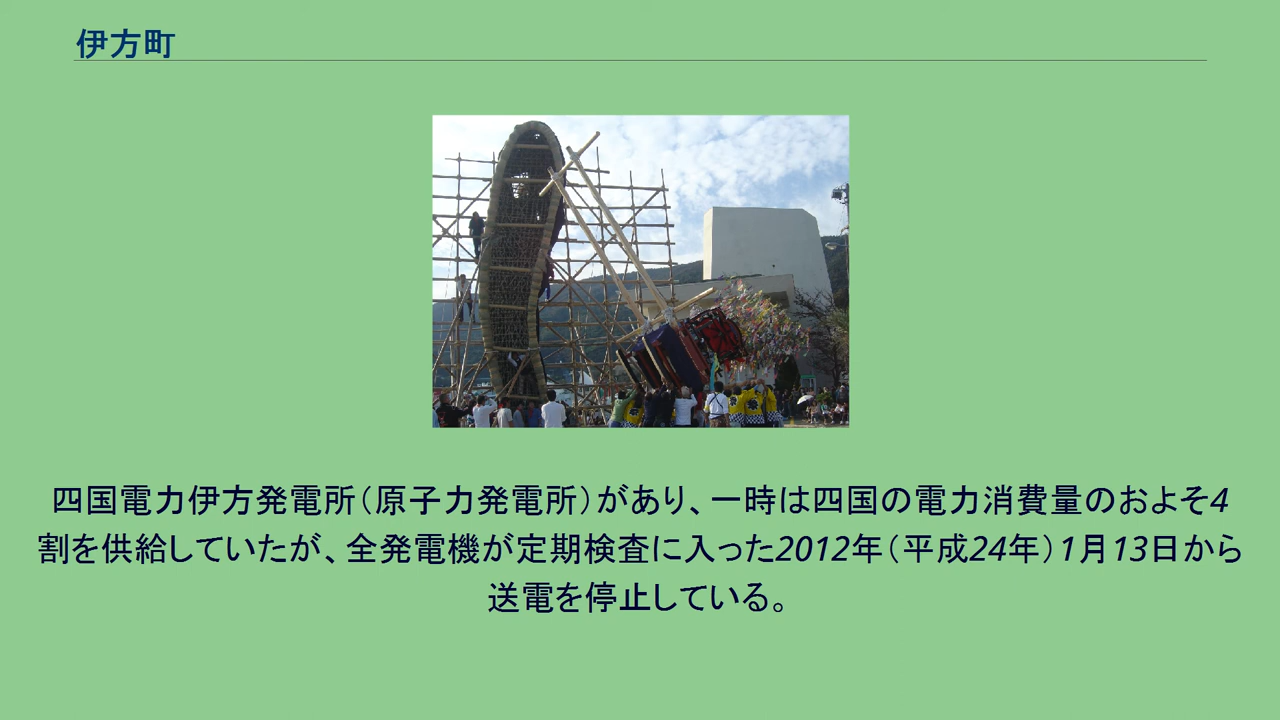 伊方町
四国電力伊方発電所（原子力発電所）があり、一時は四国の電力消費量のおよそ4
割を供給していたが、全発電機が定期検査に入った2012年（平成24年）1月13日から
送電を停止している。